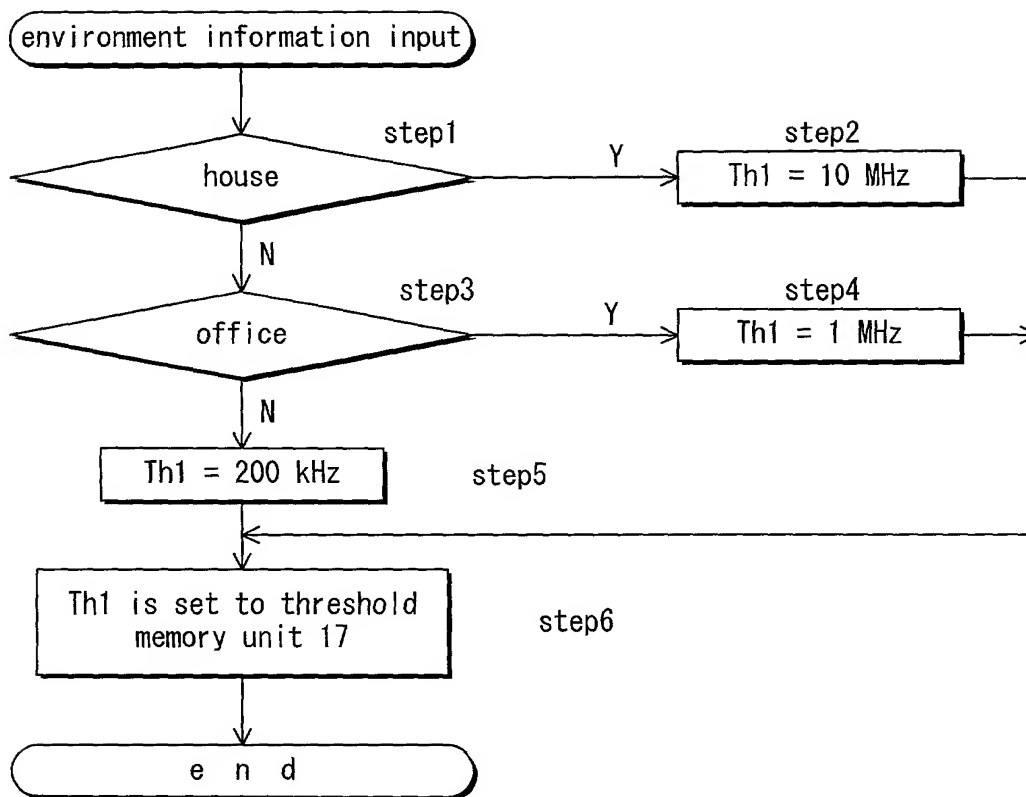 environment information input
step1
house
Y
step2
Th1 = 10 MHz
N
step3
office
Y
step4
Th1 = 1 MHz
N
Th1 = 200 kHz
step5
Th1 is set to threshold
memory unit 17
step6
e n d